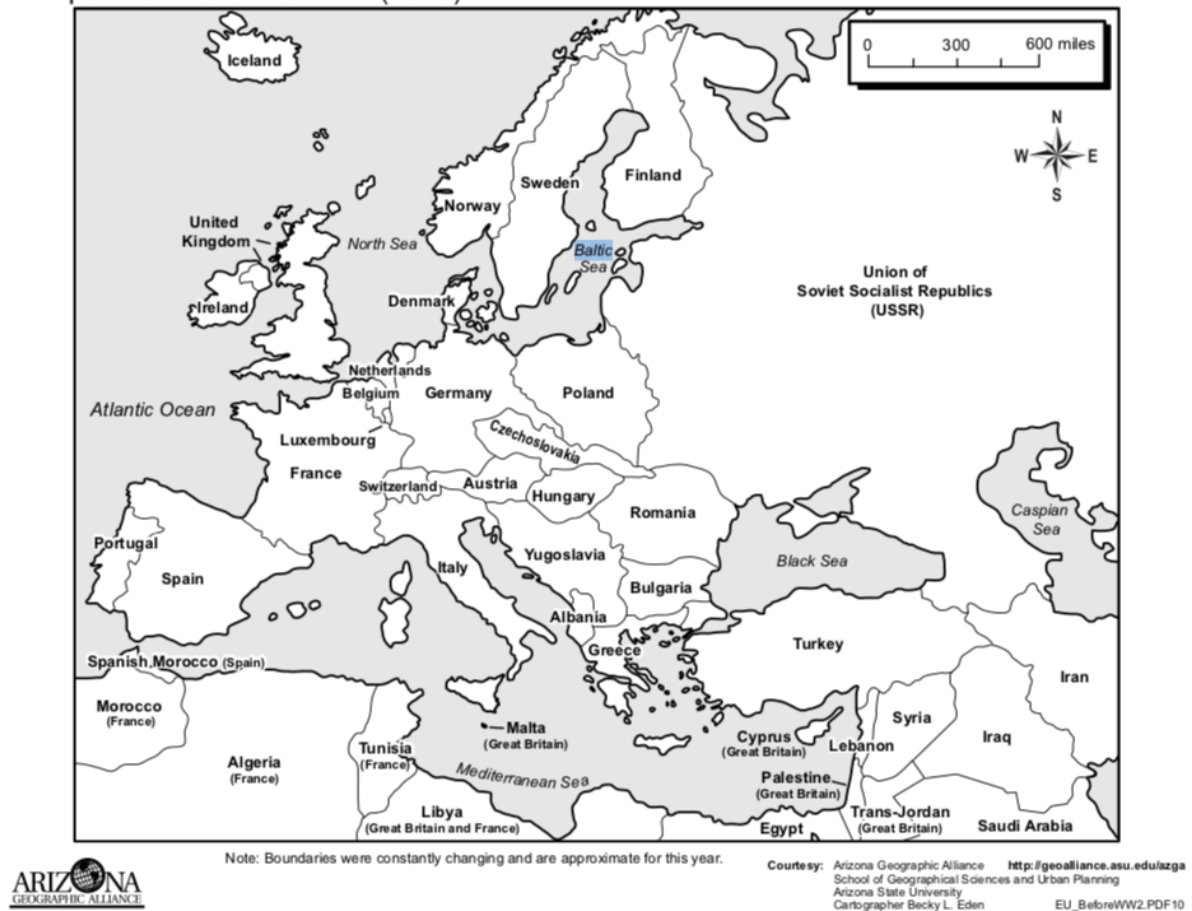 Iceland
0 300 600 miles
N
W E
S
Finland
Sweden
Norway
United
Kingdom
North Sea
Baltic
Sea
Union of
Soviet Socialist Republics
(USSR)
Ireland
Denmark
Netherlands
Belgium
Germany
Poland
Atlantic Ocean
Czechoslovakia
Luxembourg
France
Switzerland
Austria
Hungary
Romania
Caspian
Sea
Portugal
Spain
Italy
Yugoslavia
Black Sea
Bulgaria
Albania
Greece
Turkey
Spanish Morocco (Spain)
Iran
Morocco
(France)
Malta
(Great Britain)
Cyprus
(Great Britain)
Syria
Lebanon
Iraq
Algeria
(France)
Tunisia
(France)
Mediterranean Sea
Palestine
(Great Britain)
Libya
(Great Britain and France)
Egypt
Trans-Jordan
(Great Britain)
Saudi Arabia
Note: Boundaries were constantly changing and are approximate for this year.
ARIZONA
GEOGRAPHIC ALLIANCE
Courtesy: Arizona Geographic Alliance http://geoalliance.asu.edu/azga
School of Geographical Sciences and Urban Planning
Arizona State University
Cartographer Becky L. Eden EU_BeforeWW2.PDF10